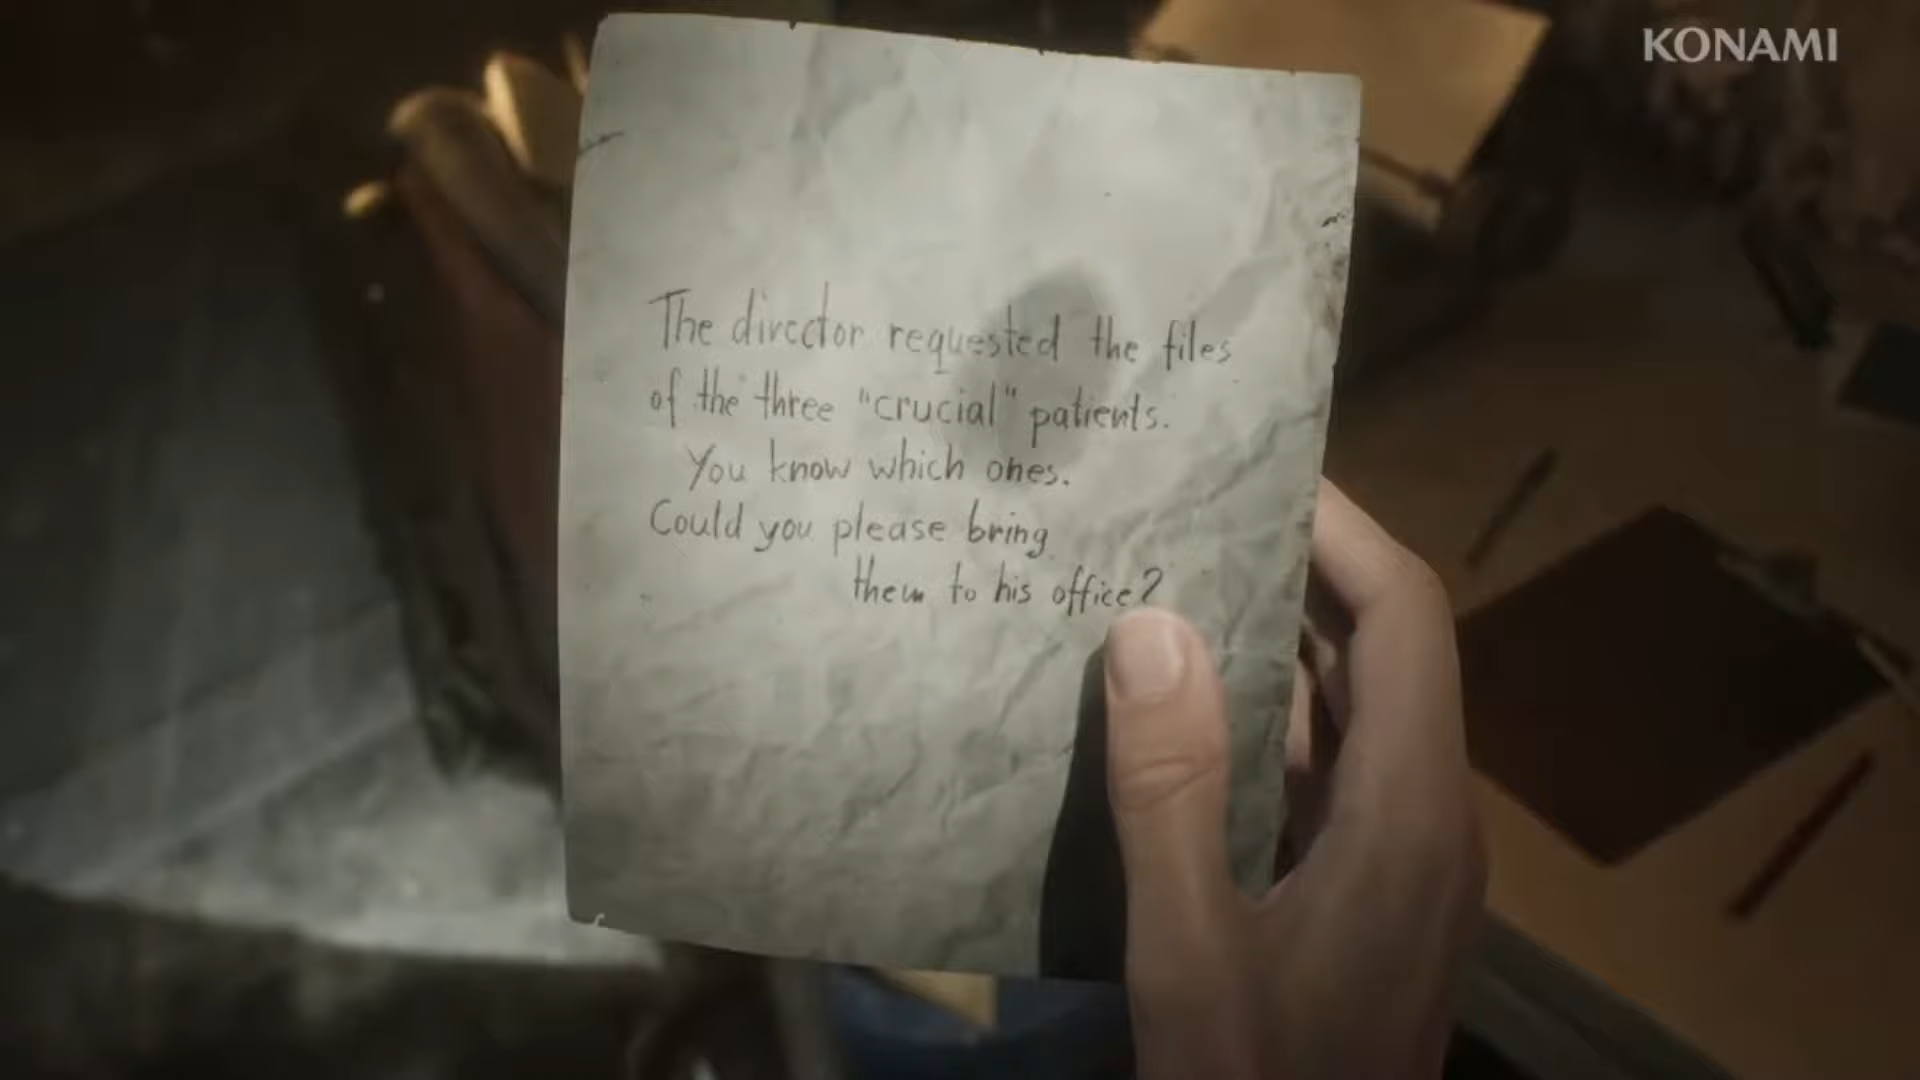 KONAMI
The director requested the files
of the three "crucial" patients.
You know which ones.
Could you please bring
them to his office?